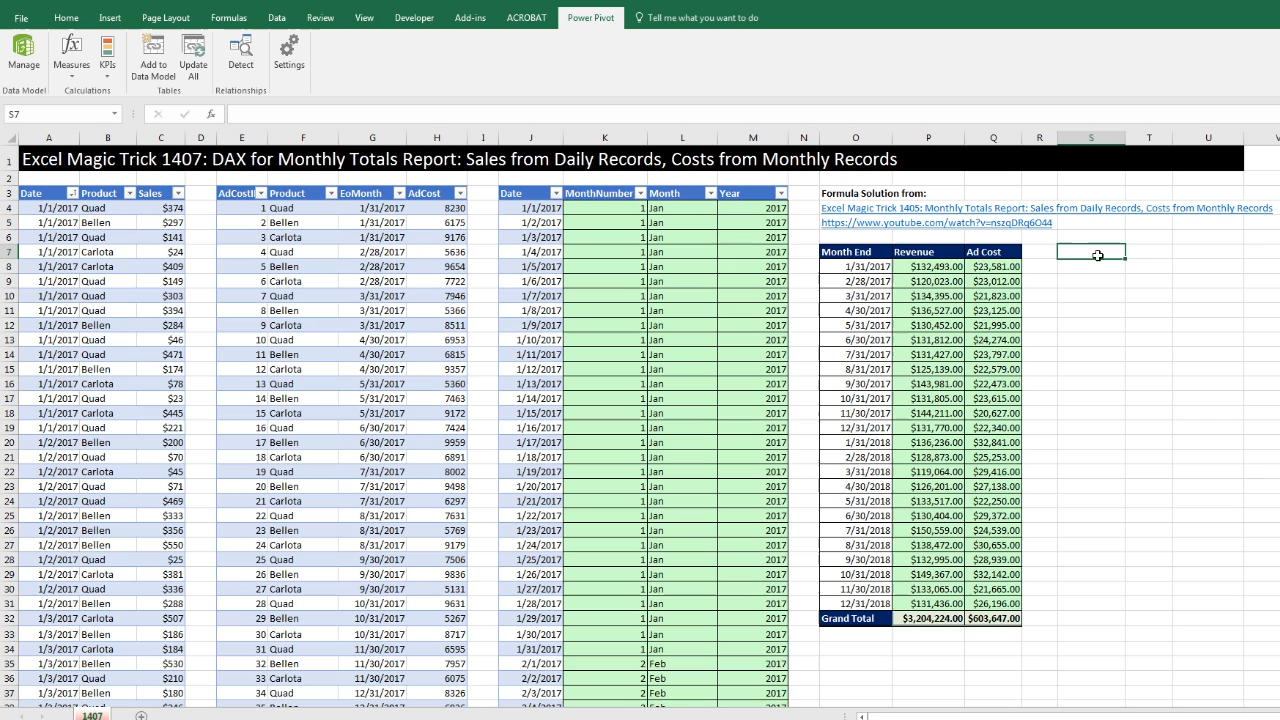 File Home Insert Page Layout Formulas Data Review View Developer Add-ins ACROBAT Power Pivot Tell me what you want to do
Manage Measures KPIs Add to Data Model Update All Detect Settings
Data Model Calculations Tables Relationships
S7 fx
A B C D E F G H I J K L M N O P Q R S T U V
1 Excel Magic Trick 1407: DAX for Monthly Totals Report: Sales from Daily Records, Costs from Monthly Records
2
3 Date Product Sales AdCostI Product EoMonth AdCost Date MonthNumber Month Year Formula Solution from:
4 1/1/2017 Quad $374 1 Quad 1/31/2017 8230 1/1/2017 1 Jan 2017 Excel Magic Trick 1405: Monthly Totals Report: Sales from Daily Records, Costs from Monthly Records
5 1/1/2017 Bellen $297 2 Bellen 1/31/2017 6175 1/2/2017 1 Jan 2017 https://www.youtube.com/watch?v=nszqDRq6O44
6 1/1/2017 Quad $141 3 Carlota 1/31/2017 9176 1/3/2017 1 Jan 2017
7 1/1/2017 Carlota $24 4 Quad 2/28/2017 5636 1/4/2017 1 Jan 2017 Month End Revenue Ad Cost
8 1/1/2017 Carlota $409 5 Bellen 2/28/2017 9654 1/5/2017 1 Jan 2017 1/31/2017 $132,493.00 $23,581.00
9 1/1/2017 Quad $149 6 Carlota 2/28/2017 7722 1/6/2017 1 Jan 2017 2/28/2017 $120,023.00 $23,012.00
10 1/1/2017 Quad $303 7 Quad 3/31/2017 7946 1/7/2017 1 Jan 2017 3/31/2017 $134,395.00 $21,823.00
11 1/1/2017 Quad $394 8 Bellen 3/31/2017 5366 1/8/2017 1 Jan 2017 4/30/2017 $136,527.00 $23,125.00
12 1/1/2017 Bellen $284 9 Carlota 3/31/2017 8511 1/9/2017 1 Jan 2017 5/31/2017 $130,452.00 $21,995.00
13 1/1/2017 Carlota $46 10 Quad 4/30/2017 6953 1/10/2017 1 Jan 2017 6/30/2017 $131,812.00 $24,274.00
14 1/1/2017 Quad $471 11 Bellen 4/30/2017 6815 1/11/2017 1 Jan 2017 7/31/2017 $131,427.00 $23,797.00
15 1/1/2017 Bellen $174 12 Carlota 4/30/2017 9357 1/12/2017 1 Jan 2017 8/31/2017 $125,139.00 $22,579.00
16 1/1/2017 Carlota $78 13 Quad 5/31/2017 5360 1/13/2017 1 Jan 2017 9/30/2017 $143,981.00 $22,473.00
17 1/1/2017 Quad $23 14 Bellen 5/31/2017 7463 1/14/2017 1 Jan 2017 10/31/2017 $131,805.00 $23,615.00
18 1/1/2017 Carlota $445 15 Carlota 5/31/2017 9172 1/15/2017 1 Jan 2017 11/30/2017 $144,211.00 $20,627.00
19 1/1/2017 Quad $221 16 Quad 6/30/2017 7424 1/16/2017 1 Jan 2017 12/31/2017 $131,770.00 $22,340.00
20 1/2/2017 Bellen $200 17 Bellen 6/30/2017 9959 1/17/2017 1 Jan 2017 1/31/2018 $136,236.00 $32,841.00
21 1/2/2017 Quad $70 18 Carlota 6/30/2017 6891 1/18/2017 1 Jan 2017 2/28/2018 $128,873.00 $25,253.00
22 1/2/2017 Carlota $45 19 Quad 7/31/2017 8002 1/19/2017 1 Jan 2017 3/31/2018 $119,064.00 $29,416.00
23 1/2/2017 Quad $71 20 Bellen 7/31/2017 9498 1/20/2017 1 Jan 2017 4/30/2018 $126,201.00 $27,138.00
24 1/2/2017 Quad $469 21 Carlota 7/31/2017 6297 1/21/2017 1 Jan 2017 5/31/2018 $133,517.00 $22,250.00
25 1/2/2017 Bellen $333 22 Quad 8/31/2017 7631 1/22/2017 1 Jan 2017 6/30/2018 $130,404.00 $29,372.00
26 1/2/2017 Bellen $356 23 Bellen 8/31/2017 5769 1/23/2017 1 Jan 2017 7/31/2018 $150,559.00 $24,539.00
27 1/2/2017 Carlota $550 24 Carlota 8/31/2017 9179 1/24/2017 1 Jan 2017 8/31/2018 $138,472.00 $30,655.00
28 1/2/2017 Quad $25 25 Quad 9/30/2017 7506 1/25/2017 1 Jan 2017 9/30/2018 $132,995.00 $28,939.00
29 1/2/2017 Carlota $381 26 Bellen 9/30/2017 9836 1/26/2017 1 Jan 2017 10/31/2018 $149,367.00 $32,142.00
30 1/2/2017 Quad $336 27 Carlota 9/30/2017 5131 1/27/2017 1 Jan 2017 11/30/2018 $133,065.00 $21,665.00
31 1/2/2017 Bellen $288 28 Quad 10/31/2017 9631 1/28/2017 1 Jan 2017 12/31/2018 $131,436.00 $26,196.00
32 1/3/2017 Carlota $507 29 Bellen 10/31/2017 5267 1/29/2017 1 Jan 2017 Grand Total $3,204,224.00 $603,647.00
33 1/3/2017 Bellen $186 30 Carlota 10/31/2017 8717 1/30/2017 1 Jan 2017
34 1/3/2017 Carlota $184 31 Quad 11/30/2017 6595 1/31/2017 1 Jan 2017
35 1/3/2017 Bellen $530 32 Bellen 11/30/2017 7957 2/1/2017 2 Feb 2017
36 1/3/2017 Quad $210 33 Carlota 11/30/2017 6075 2/2/2017 2 Feb 2017
37 1/3/2017 Bellen $180 34 Quad 12/31/2017 8326 2/3/2017 2 Feb 2017
1407